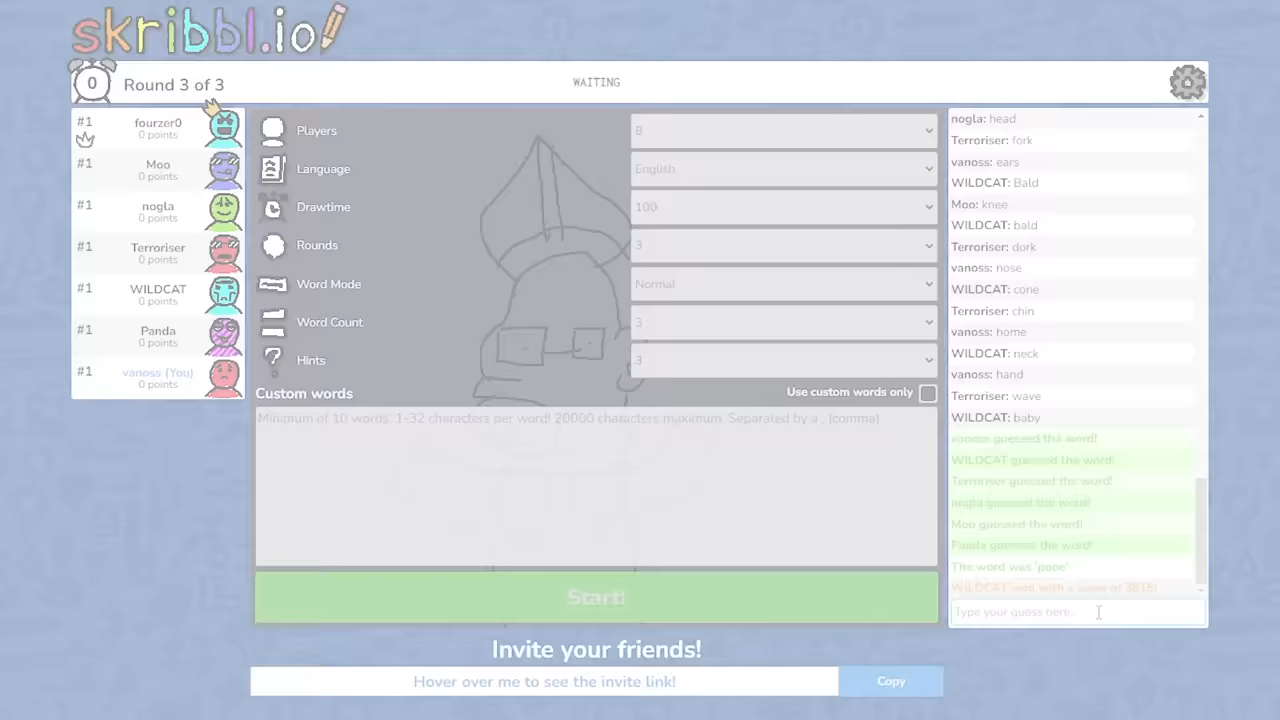 skribbl.io
0
Round 3 of 3
WAITING
#1
fourzer0
0 points
#1
Moo
0 points
#1
nogla
0 points
#1
Terroriser
0 points
#1
WILDCAT
0 points
#1
Panda
0 points
#1
vanoss (You)
0 points
Players
8
Language
English
Drawtime
100
Rounds
3
Word Mode
Normal
Word Count
3
Hints
3
Custom words
Use custom words only
Minimum of 10 words. 1-32 characters per word! 20000 characters maximum. Separated by a , (comma)
Start!
Invite your friends!
Hover over me to see the invite link!
Copy
nogla: head
Terroriser: fork
vanoss: ears
WILDCAT: Bald
Moo: knee
WILDCAT: bald
Terroriser: dork
vanoss: nose
WILDCAT: cone
Terroriser: chin
vanoss: home
WILDCAT: neck
vanoss: hand
Terroriser: wave
WILDCAT: baby
vanoss guessed the word!
WILDCAT guessed the word!
Terroriser guessed the word!
nogla guessed the word!
Moo guessed the word!
Panda guessed the word!
The word was 'pope'
WILDCAT won with a score of 3815!
Type your guess here...